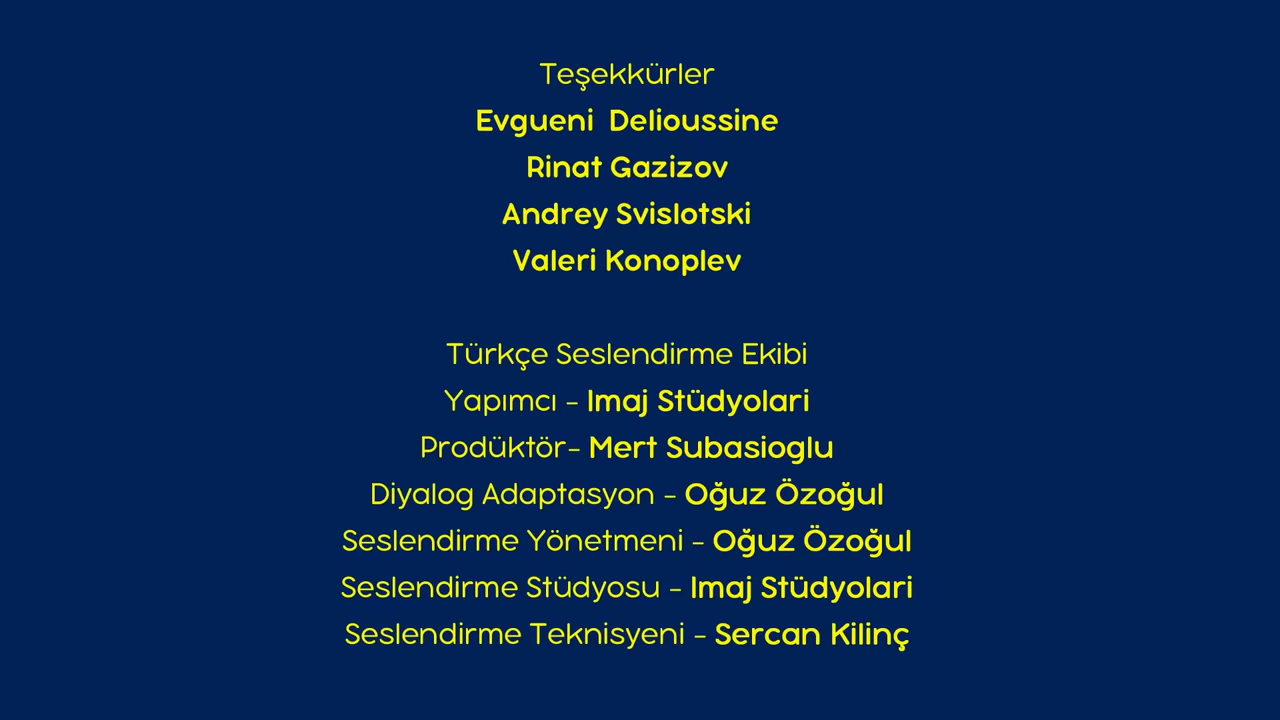 Teşekkürler
Evgueni Delioussine
Rinat Gazizov
Andrey Svislotski
Valeri Konoplev
Türkçe Seslendirme Ekibi
Yapımcı - Imaj Stüdyolari
Prodüktör- Mert Subasioglu
Diyalog Adaptasyon - Oğuz Özoğul
Seslendirme Yönetmeni - Oğuz Özoğul
Seslendirme Stüdyosu - Imaj Stüdyolari
Seslendirme Teknisyeni - Sercan Kilinç